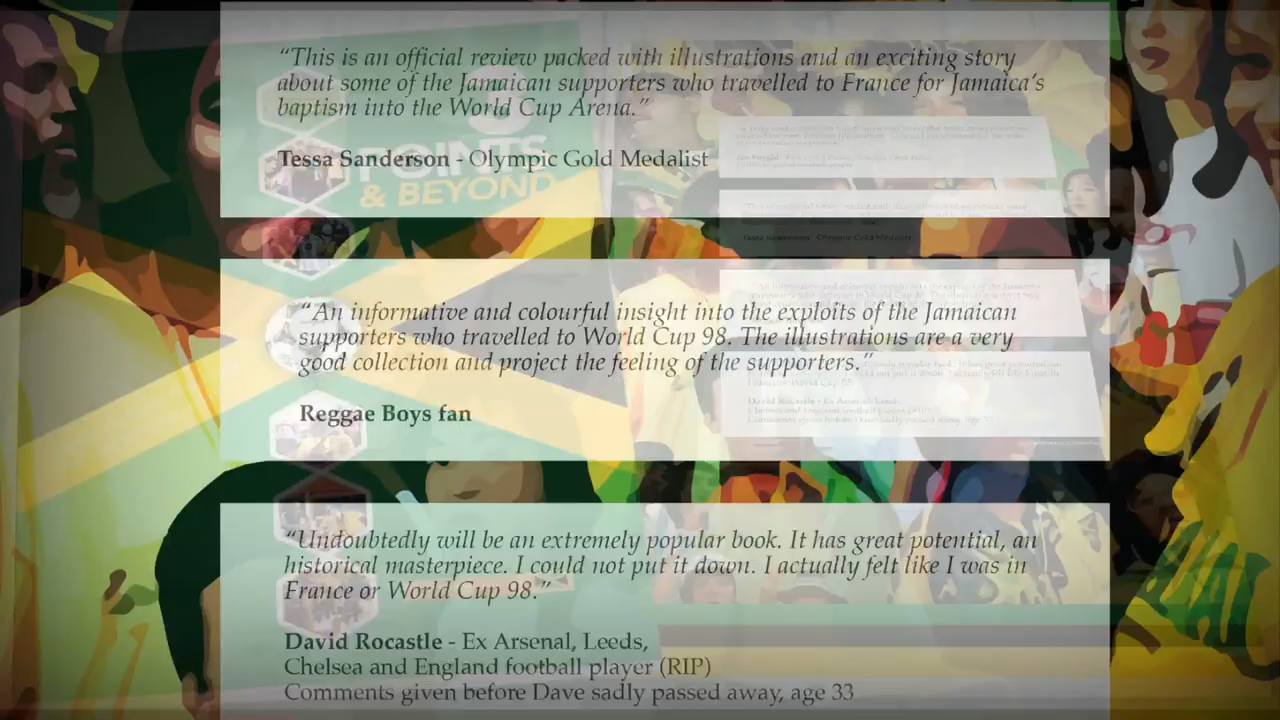 “This is an official review packed with illustrations and an exciting story
about some of the Jamaican supporters who travelled to France for Jamaica’s
baptism into the World Cup Arena.”
Tessa Sanderson - Olympic Gold Medalist
POINTS
& BEYOND
“An informative and colourful insight into the exploits of the Jamaican
supporters who travelled to World Cup 98. The illustrations are a very
good collection and project the feeling of the supporters.”
Reggae Boys fan
“Undoubtedly will be an extremely popular book. It has great potential, an
historical masterpiece. I could not put it down. I actually felt like I was in
France or World Cup 98.”
David Rocastle - Ex Arsenal, Leeds,
Chelsea and England football player (RIP)
Comments given before Dave sadly passed away, age 33